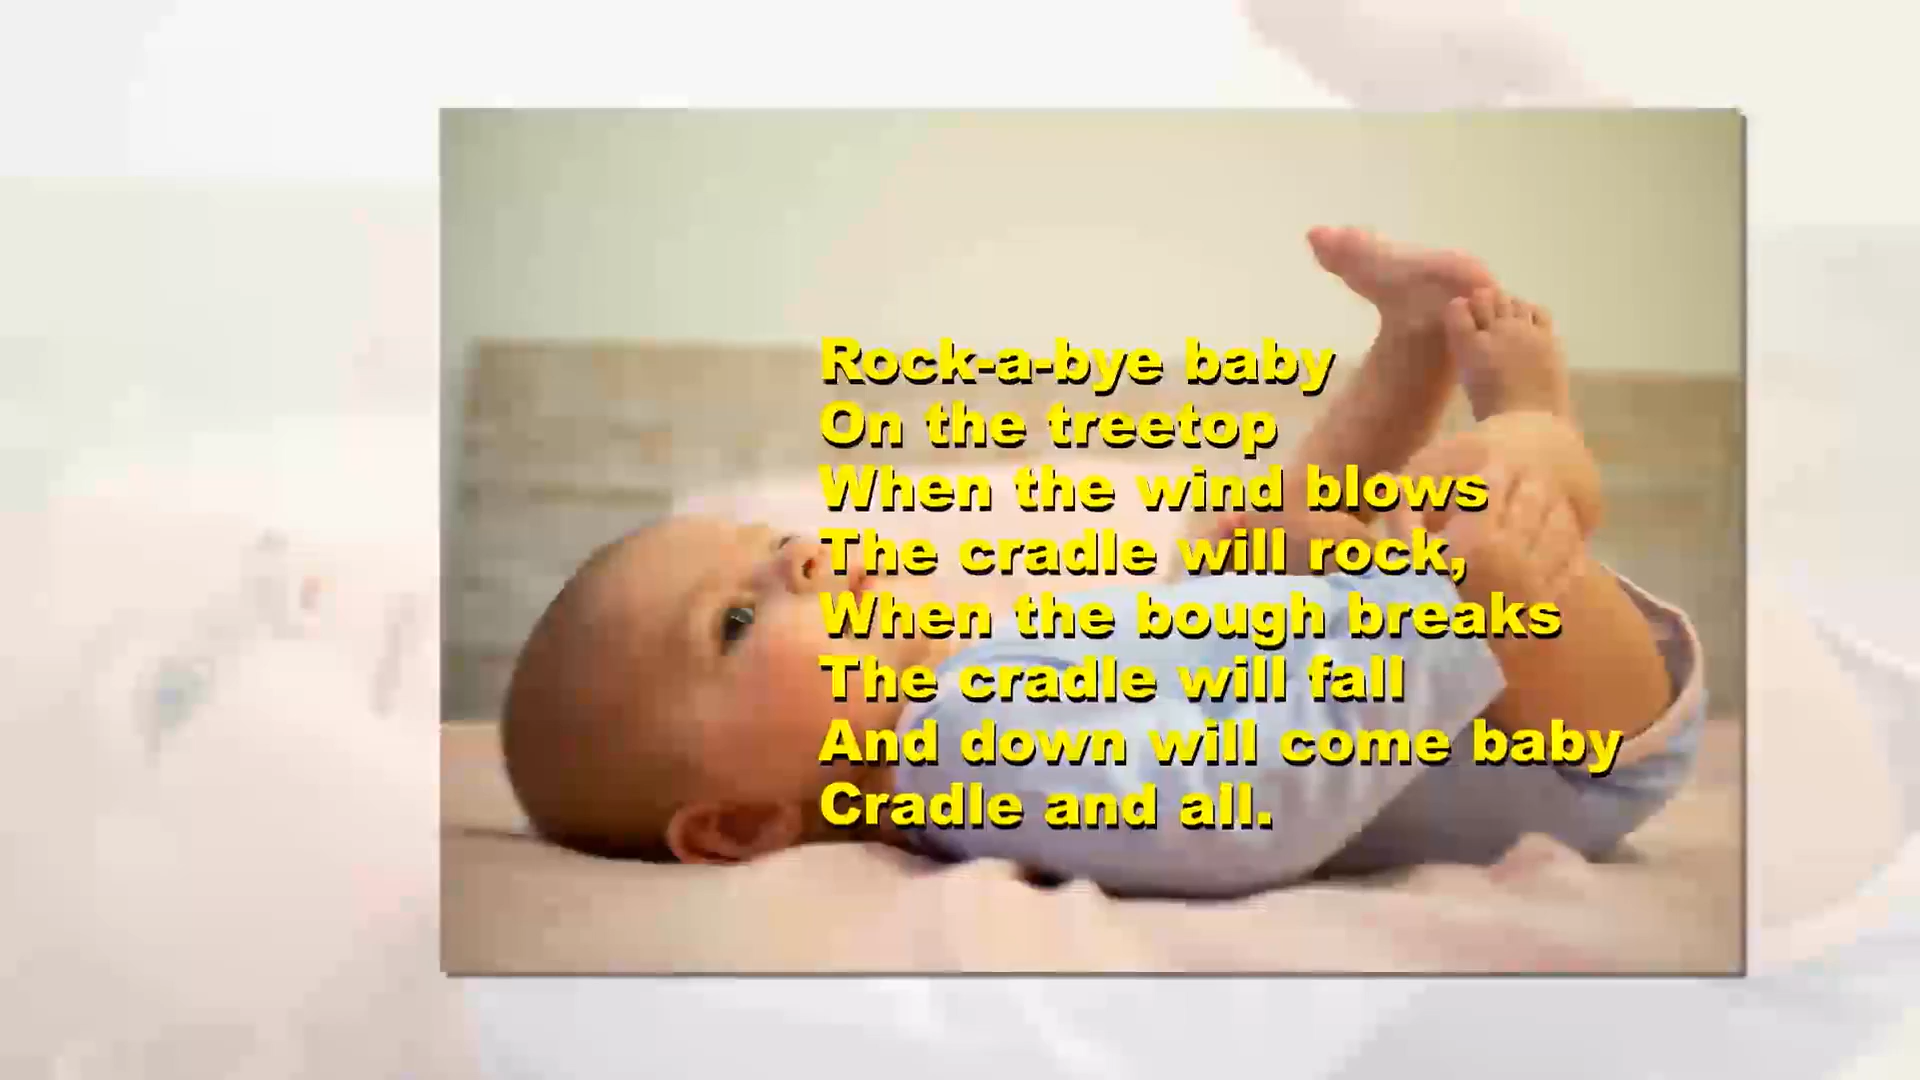 Rock-a-bye baby
On the treetop
When the wind blows
The cradle will rock,
When the bough breaks
The cradle will fall
And down will come baby
Cradle and all.